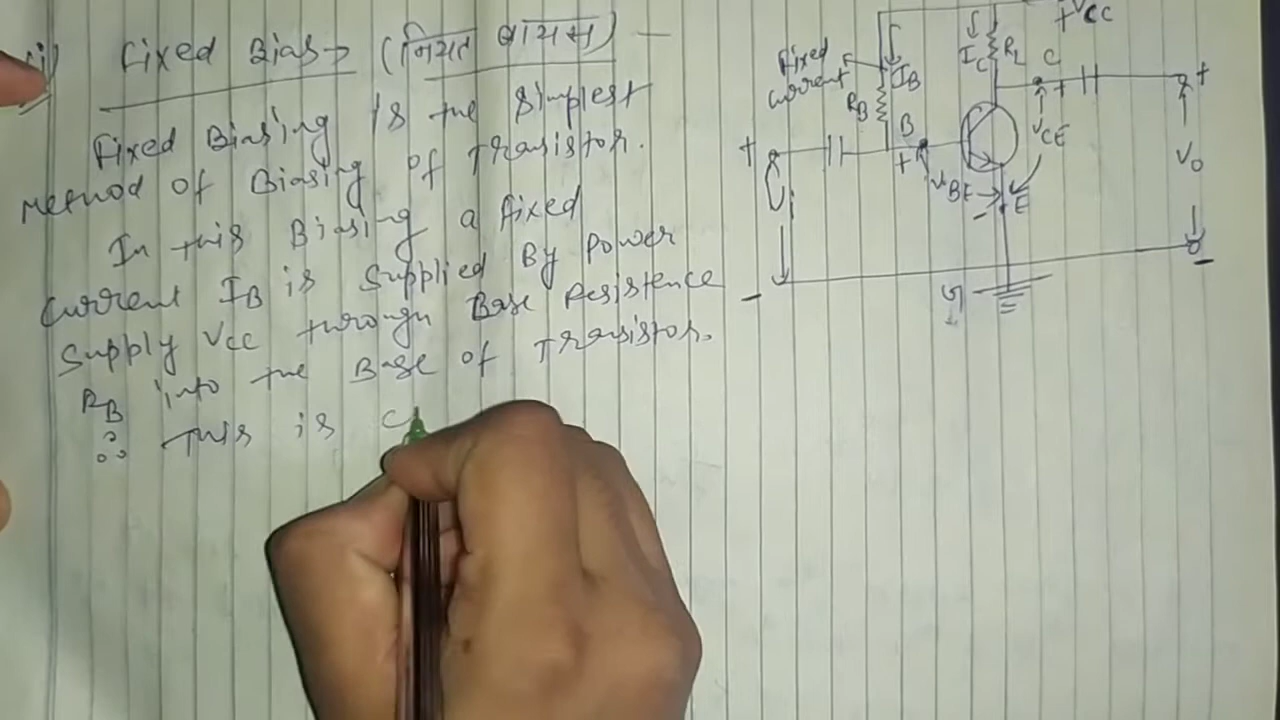 (i) Fixed Bias → (नियत बायस) —
Fixed Biasing is the simplest
Method of Biasing of Transistor.
In this Biasing a fixed
current IB is Supplied By Power
Supply VCC through Base Resistence
RB into the Base of Transistor.
∴ This is c
+VCC
Fixed
current
IB
RB
IC
RL
C
+
B
+
VBE
-
E
VCE
+
Vi
-
+
Vo
-